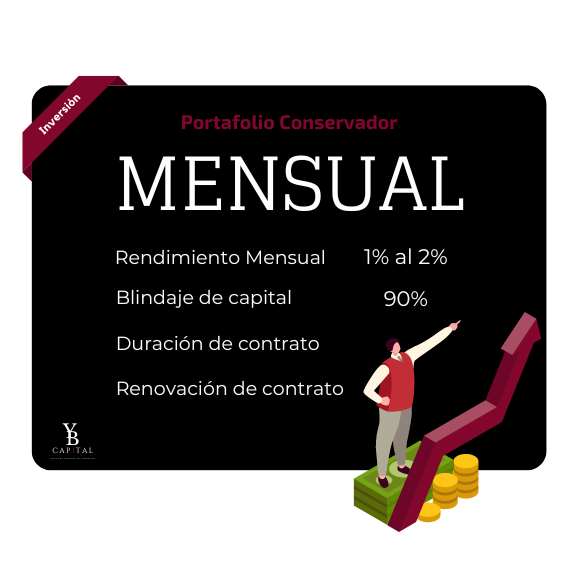 Inversión
Portafolio Conservador
MENSUAL
Rendimiento Mensual 1% al 2%
Blindaje de capital 90%
Duración de contrato
Renovación de contrato
YB
CAPITAL